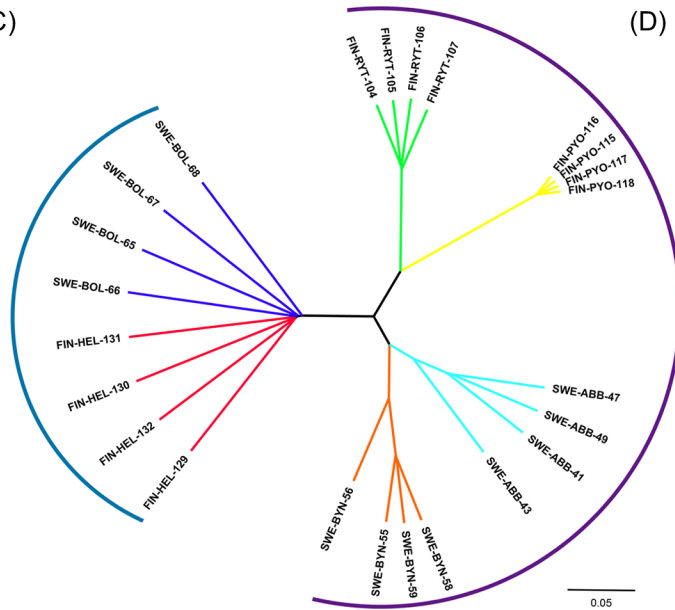 C)
(D)
FIN-RYT-104
FIN-RYT-105
FIN-RYT-106
FIN-RYT-107
FIN-PYO-116
FIN-PYO-115
FIN-PYO-117
FIN-PYO-118
SWE-BOL-68
SWE-BOL-67
SWE-BOL-65
SWE-BOL-66
FIN-HEL-131
FIN-HEL-130
FIN-HEL-132
FIN-HEL-129
SWE-ABB-47
SWE-ABB-49
SWE-ABB-41
SWE-ABB-43
SWE-BYN-56
SWE-BYN-55
SWE-BYN-59
SWE-BYN-58
0.05